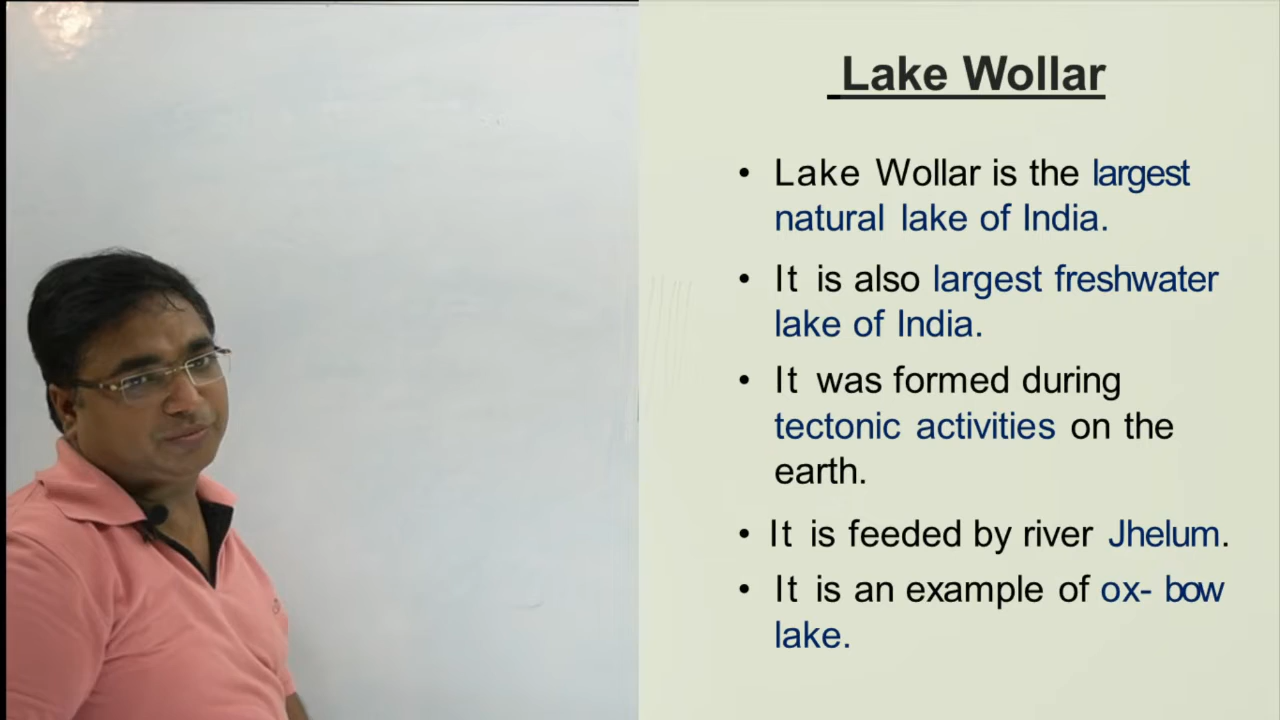 Lake Wollar
• Lake Wollar is the largest
natural lake of India.
• It is also largest freshwater
lake of India.
• It was formed during
tectonic activities on the
earth.
• It is feeded by river Jhelum.
• It is an example of ox- bow
lake.